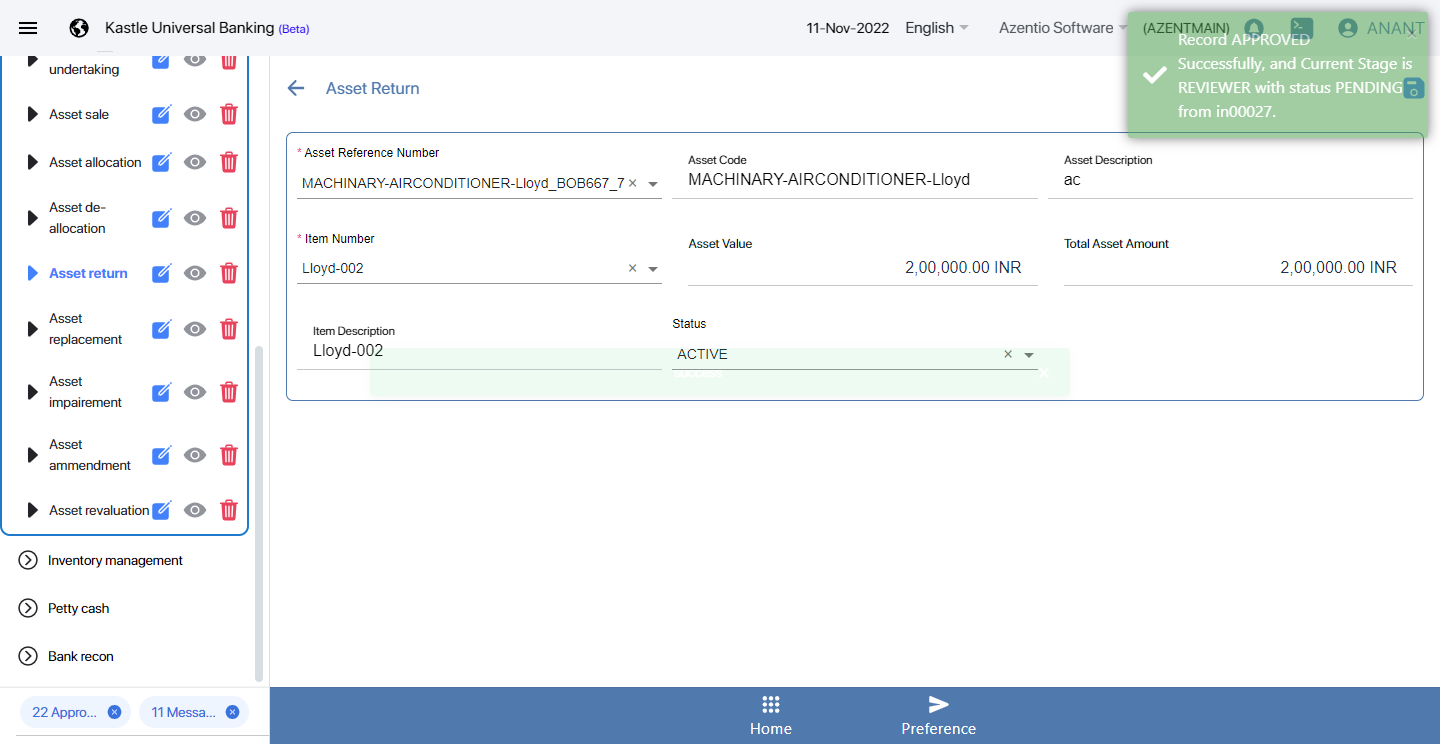 Kastle Universal Banking (Beta)
11-Nov-2022
English
Azentio Software
(AZENTMAIN)
ANANT
Record APPROVED
Successfully, and Current Stage is
REVIEWER with status PENDING
from in00027.
undertaking
Asset sale
Asset allocation
Asset de-
allocation
Asset return
Asset
replacement
Asset
impairement
Asset
ammendment
Asset revaluation
Inventory management
Petty cash
Bank recon
22 Appro...
11 Messa...
Asset Return
* Asset Reference Number
MACHINARY-AIRCONDITIONER-Lloyd_BOB667_7
Asset Code
MACHINARY-AIRCONDITIONER-Lloyd
Asset Description
ac
* Item Number
Lloyd-002
Asset Value
2,00,000.00 INR
Total Asset Amount
2,00,000.00 INR
Item Description
Lloyd-002
Status
ACTIVE
Home
Preference